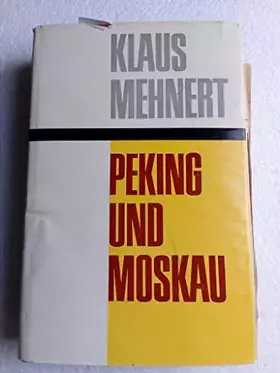 KLAUS
MEHNERT
PEKING
UND
MOSKAU